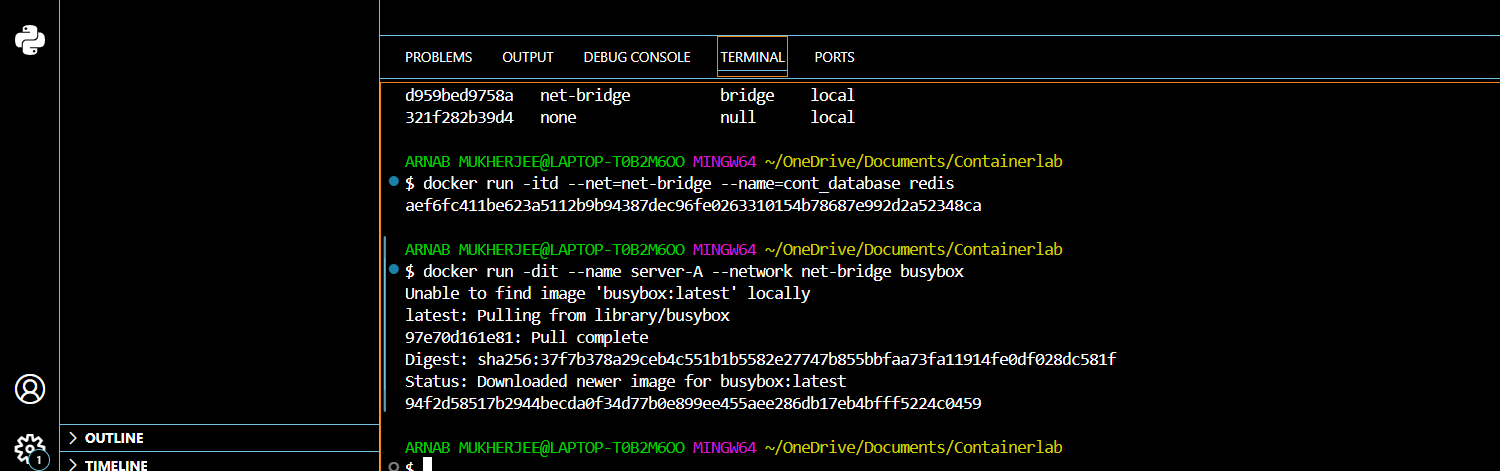 PROBLEMS OUTPUT DEBUG CONSOLE TERMINAL PORTS
d959bed9758a net-bridge bridge local
321f282b39d4 none null local
ARNAB MUKHERJEE@LAPTOP-T0B2M6OO MINGW64 ~/OneDrive/Documents/Containerlab
$ docker run -itd --net=net-bridge --name=cont_database redis
aef6fc411be623a5112b9b94387dec96fe0263310154b78687e992d2a52348ca
ARNAB MUKHERJEE@LAPTOP-T0B2M6OO MINGW64 ~/OneDrive/Documents/Containerlab
$ docker run -dit --name server-A --network net-bridge busybox
Unable to find image 'busybox:latest' locally
latest: Pulling from library/busybox
97e70d161e81: Pull complete
Digest: sha256:37f7b378a29ceb4c551b1b5582e27747b855bbfaa73fa11914fe0df028dc581f
Status: Downloaded newer image for busybox:latest
94f2d58517b2944becda0f34d77b0e899ee455aee286db17eb4bfff5224c0459
ARNAB MUKHERJEE@LAPTOP-T0B2M6OO MINGW64 ~/OneDrive/Documents/Containerlab
$
OUTLINE
TIMELINE
1